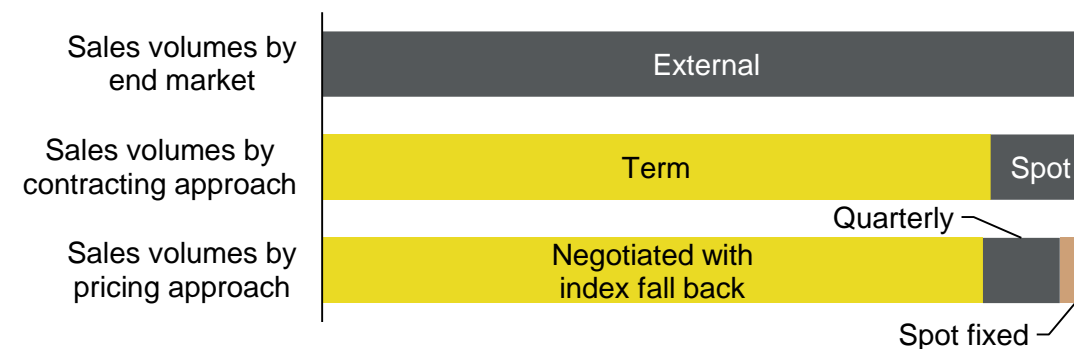 Sales volumes by
end market
External
Sales volumes by
contracting approach
Term
Spot
Quarterly
Sales volumes by
pricing approach
Negotiated with
index fall back
Spot fixed